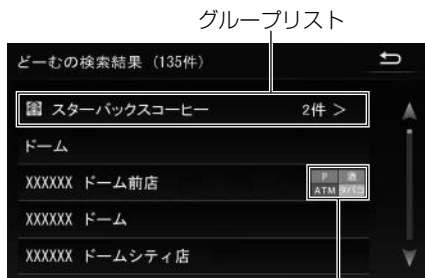 グループリスト
どーむの検索結果（135件）
スターバックスコーヒー 2件 >
ドーム
XXXXXX ドーム前店
P 酒
ATM タバコ
XXXXXX ドーム
XXXXXX ドームシティ店